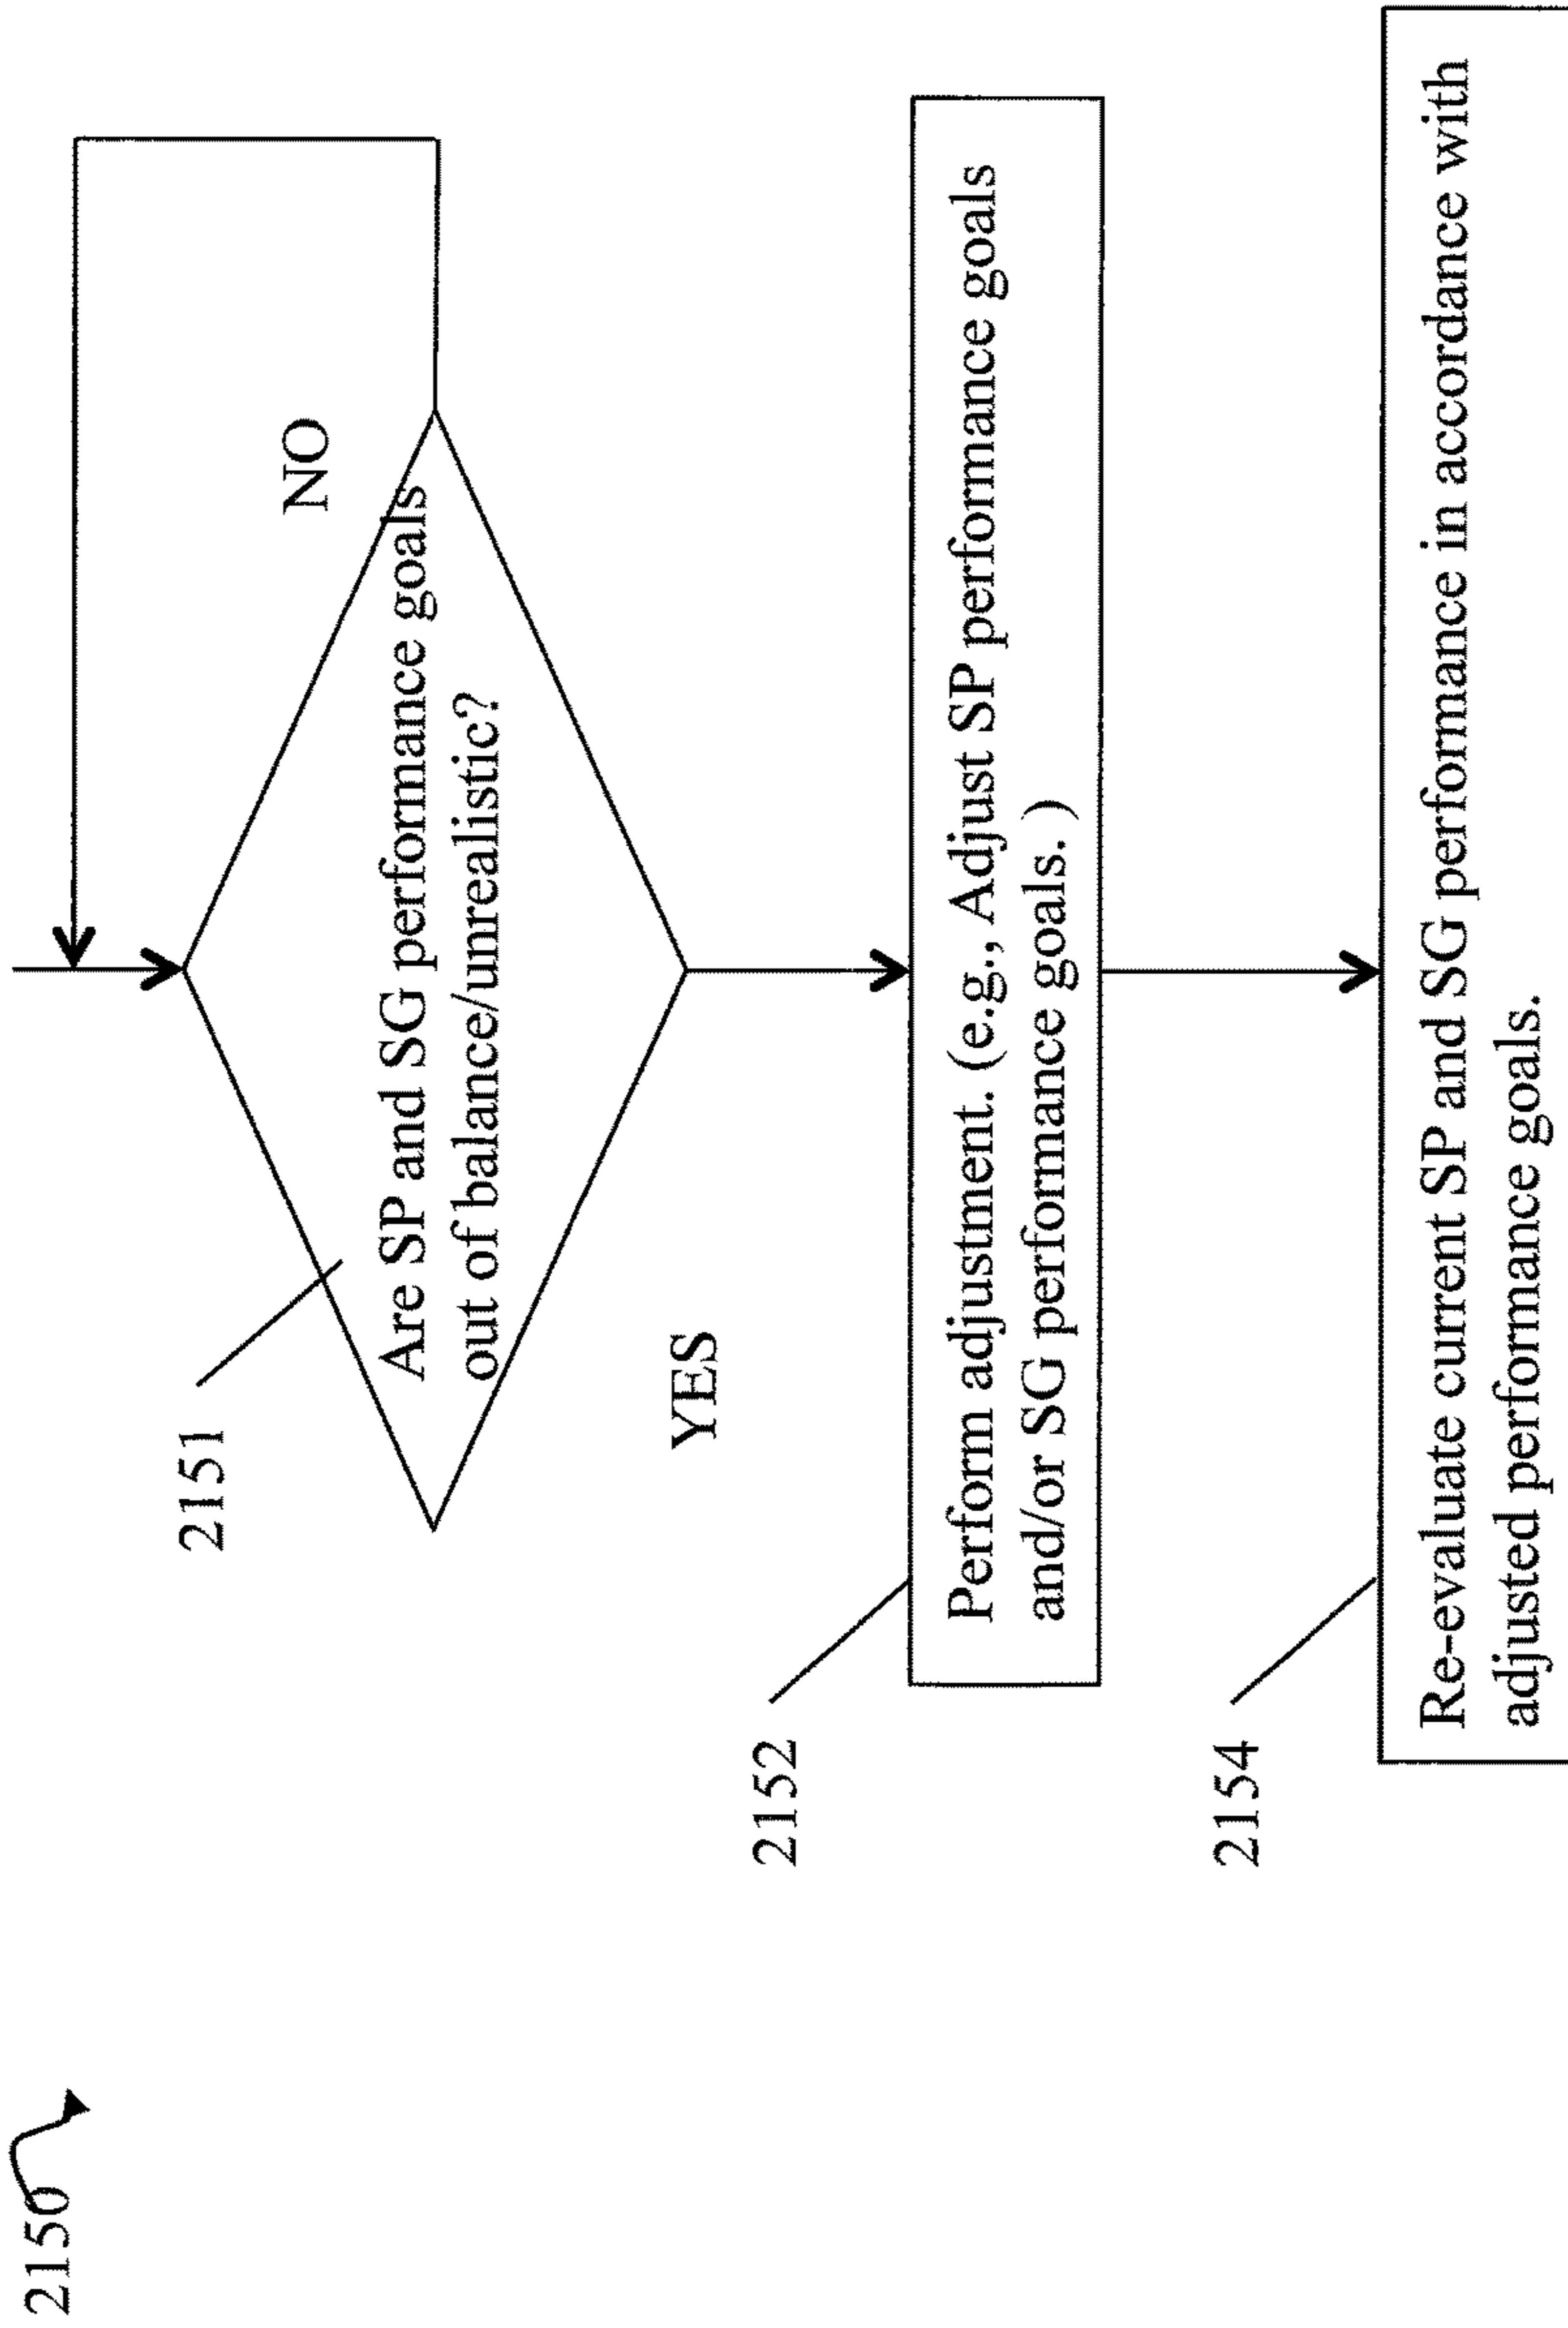 2150
2151
Are SP and SG performance goals
out of balance/unrealistic?
NO
YES
2152
Perform adjustment. (e.g., Adjust SP performance goals
and/or SG performance goals. )
2154
Re-evaluate current SP and SG performance in accordance with
adjusted performance goals.